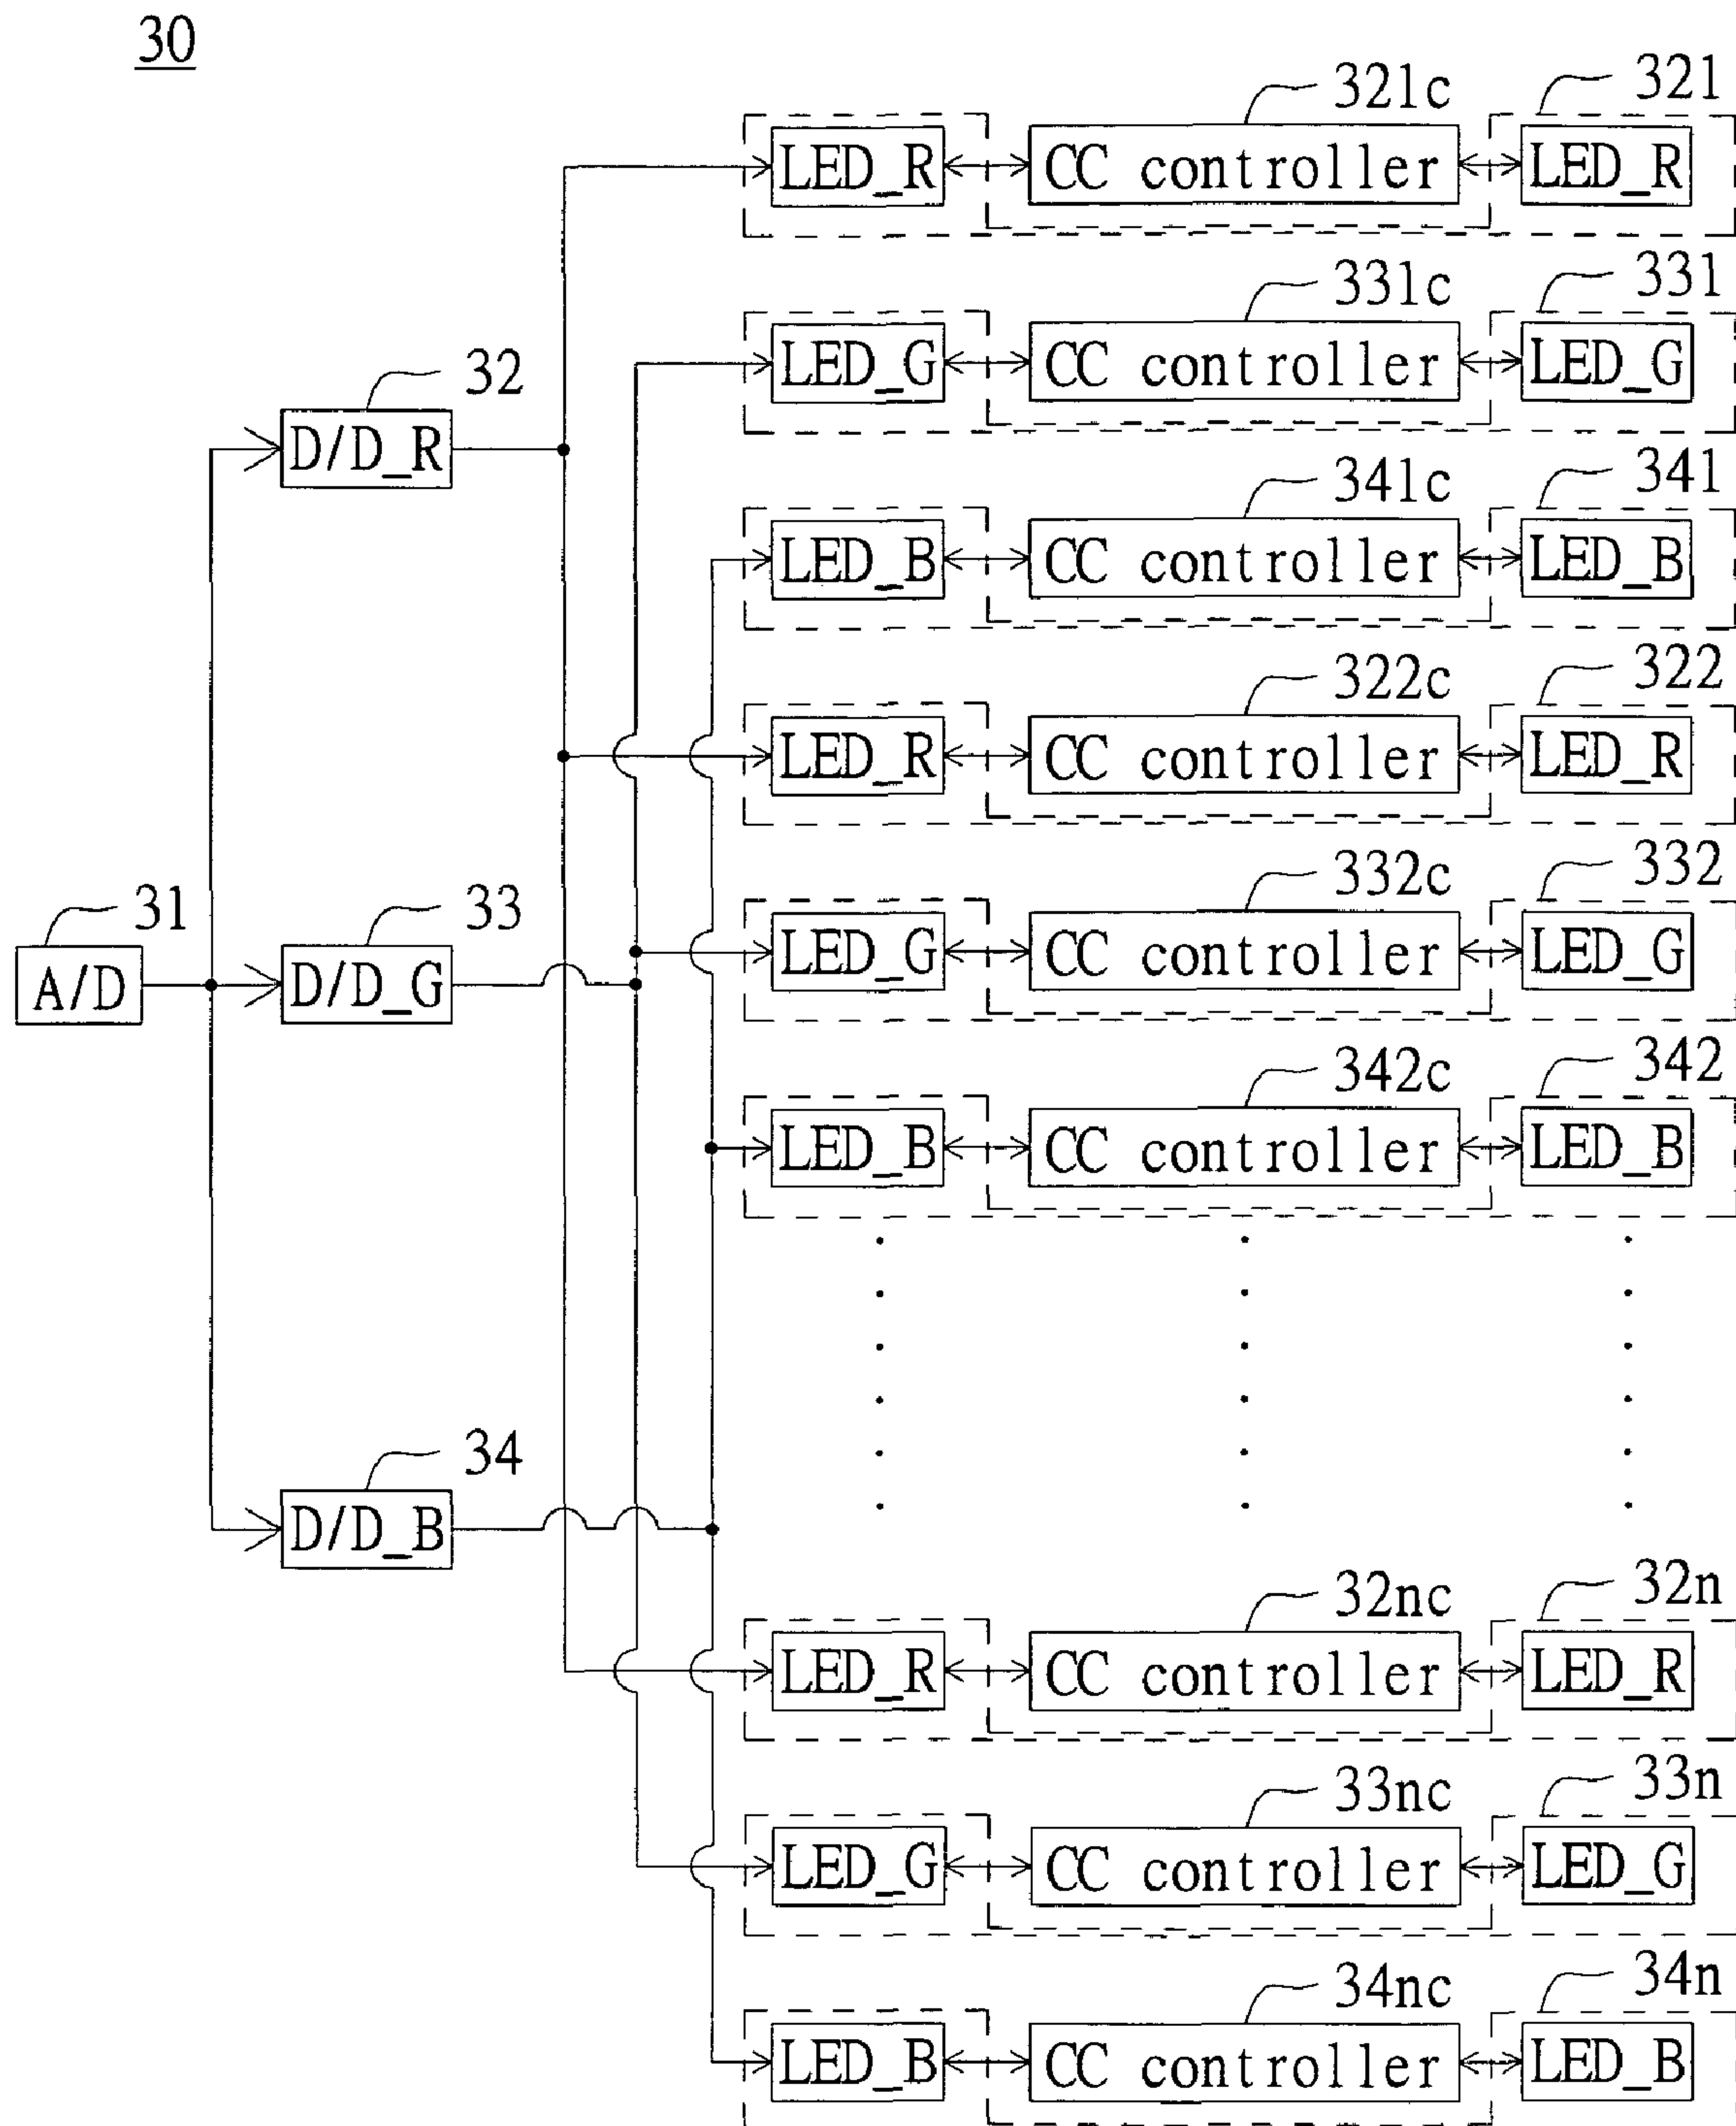 30
321c 321
LED_R CC controller LED_R
331c 331
LED_G CC controller LED_G
32
D/D_R
341c 341
LED_B CC controller LED_B
322c 322
LED_R CC controller LED_R
31 33
A/D D/D_G
332c 332
LED_G CC controller LED_G
342c 342
LED_B CC controller LED_B
34
D/D_B
32nc 32n
LED_R CC controller LED_R
33nc 33n
LED_G CC controller LED_G
34nc 34n
LED_B CC controller LED_B